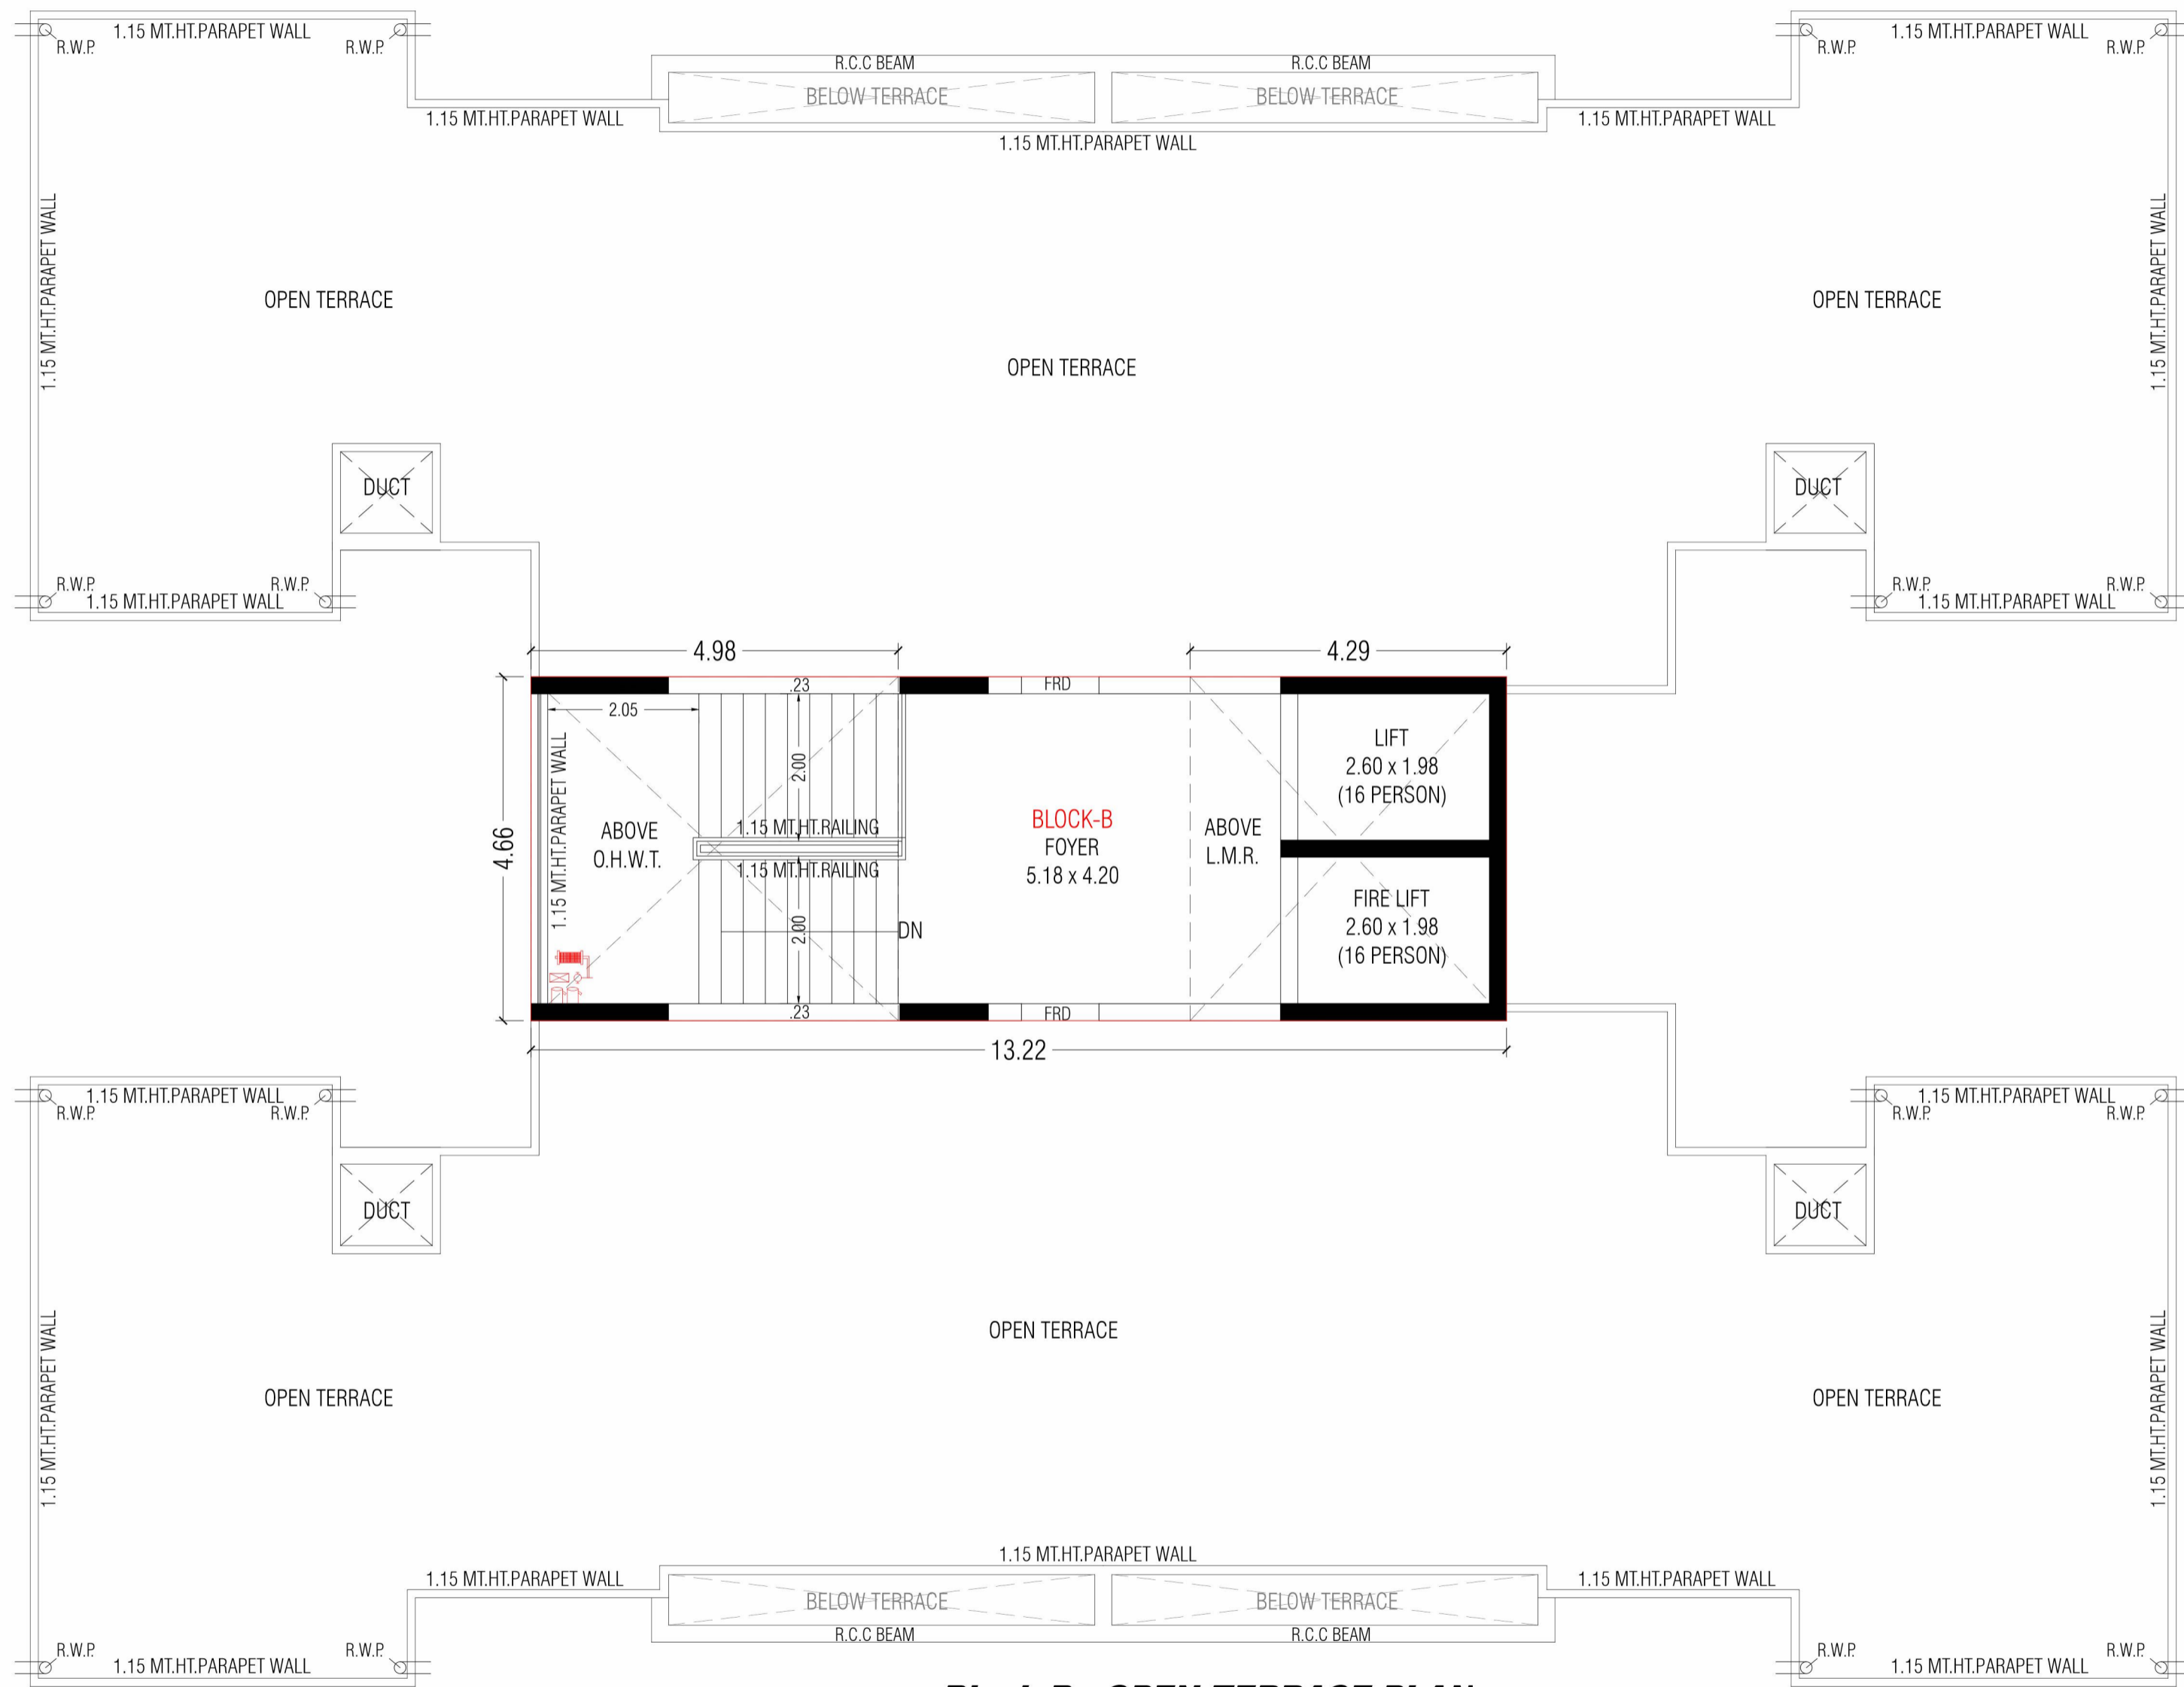 1.15 MT.HT.PARAPET WALL
1.15 MT.HT.PARAPET WALL
R.W.P.
R.W.P.
R.W.P.
R.W.P.
R.C.C BEAM
R.C.C BEAM
BELOW TERRACE
BELOW TERRACE
1.15 MT.HT.PARAPET WALL
1.15 MT.HT.PARAPET WALL
1.15 MT.HT.PARAPET WALL
1.15 MT.HT.PARAPET WALL
1.15 MT.HT.PARAPET WALL
OPEN TERRACE
OPEN TERRACE
OPEN TERRACE
DUCT
DUCT
R.W.P.
R.W.P.
R.W.P.
R.W.P.
1.15 MT.HT.PARAPET WALL
1.15 MT.HT.PARAPET WALL
4.98
4.29
.23
FRD
2.05
2.00
4.66
1.15 MT.HT.PARAPET WALL
ABOVE
O.H.W.T.
1.15 MT.HT.RAILING
1.15 MT.HT.RAILING
2.00
DN
BLOCK-B
FOYER
5.18 x 4.20
ABOVE
L.M.R.
LIFT
2.60 x 1.98
(16 PERSON)
FIRE LIFT
2.60 x 1.98
(16 PERSON)
.23
FRD
13.22
1.15 MT.HT.PARAPET WALL
1.15 MT.HT.PARAPET WALL
R.W.P.
R.W.P.
R.W.P.
R.W.P.
DUCT
DUCT
OPEN TERRACE
OPEN TERRACE
OPEN TERRACE
1.15 MT.HT.PARAPET WALL
1.15 MT.HT.PARAPET WALL
1.15 MT.HT.PARAPET WALL
1.15 MT.HT.PARAPET WALL
1.15 MT.HT.PARAPET WALL
BELOW TERRACE
BELOW TERRACE
R.C.C BEAM
R.C.C BEAM
R.W.P.
R.W.P.
R.W.P.
R.W.P.
1.15 MT.HT.PARAPET WALL
1.15 MT.HT.PARAPET WALL